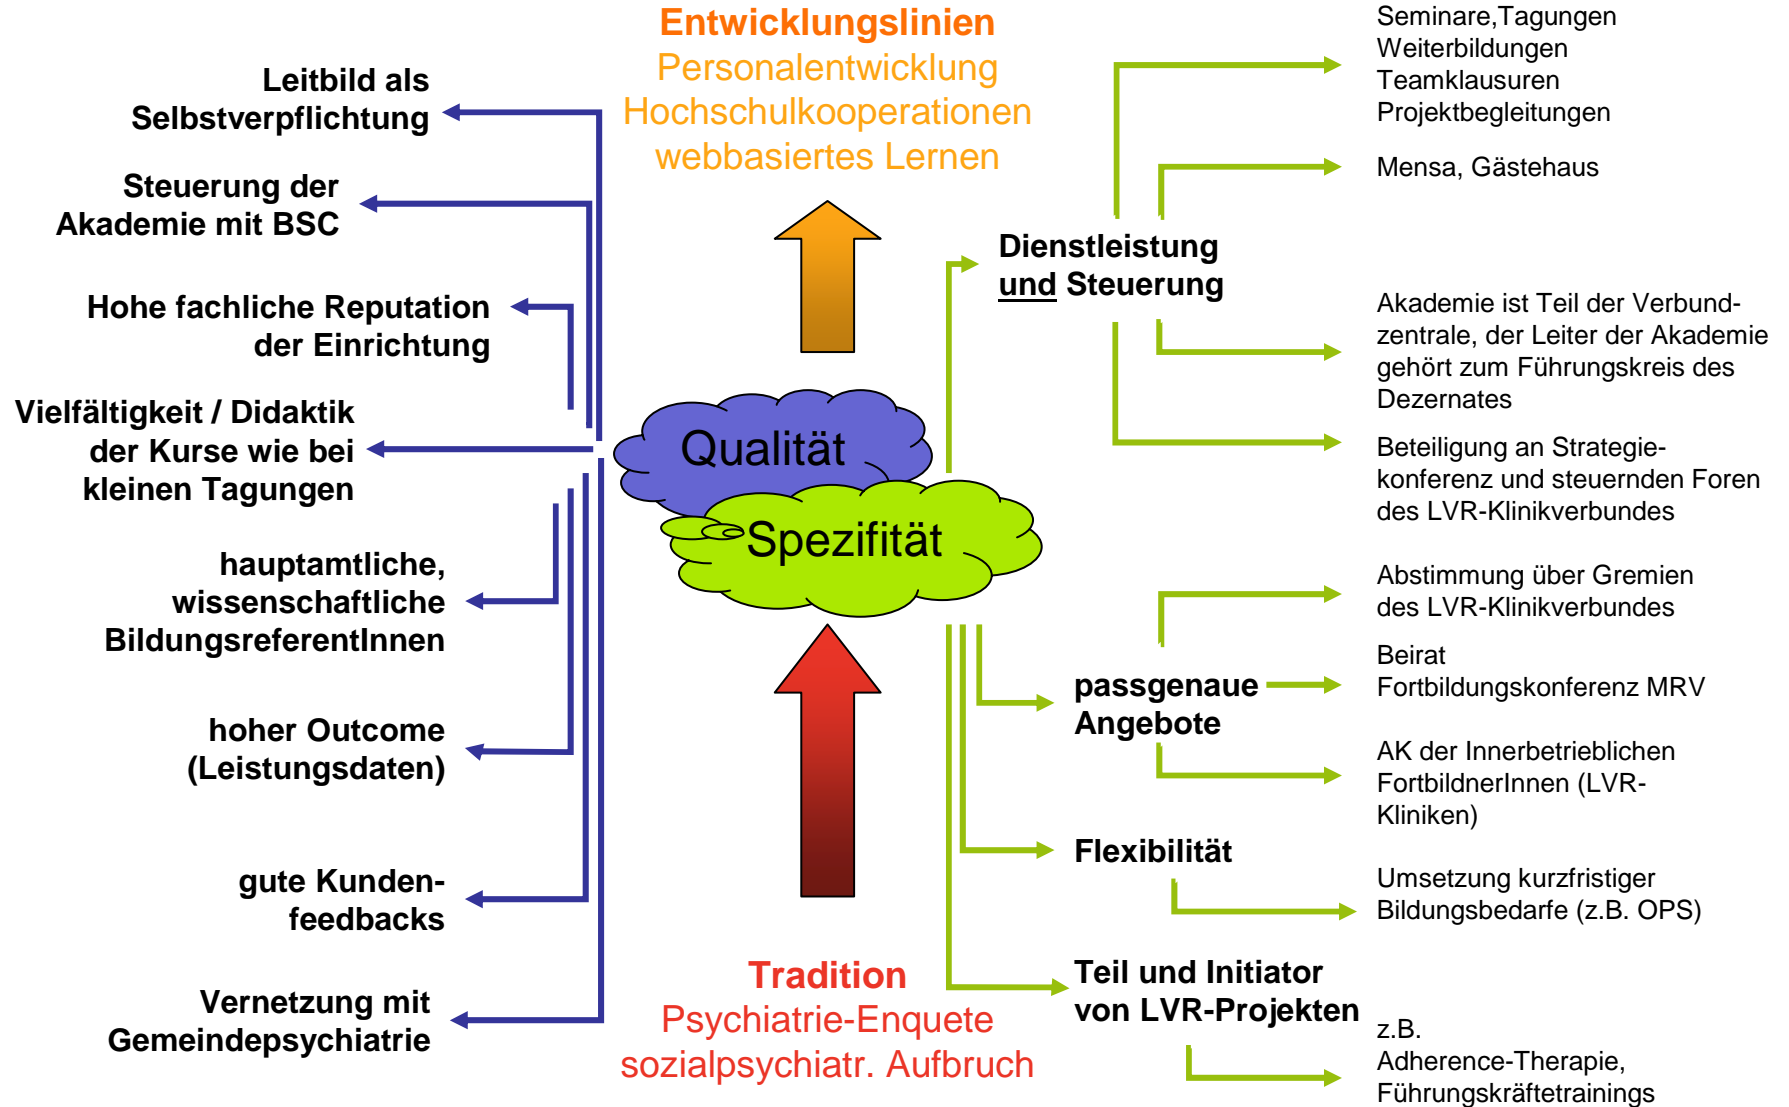 Entwicklungslinien
Personalentwicklung
Hochschulkooperationen
webbasiertes Lernen
Leitbild als
Selbstverpflichtung
Steuerung der
Akademie mit BSC
Hohe fachliche Reputation
der Einrichtung
Vielfältigkeit / Didaktik
der Kurse wie bei
kleinen Tagungen
hauptamtliche,
wissenschaftliche
BildungsreferentInnen
hoher Outcome
(Leistungsdaten)
gute Kunden-
feedbacks
Vernetzung mit
Gemeindepsychiatrie
Qualität
Spezifität
Tradition
Psychiatrie-Enquete
sozialpsychiatr. Aufbruch
Dienstleistung
und Steuerung
Seminare,Tagungen
Weiterbildungen
Teamklausuren
Projektbegleitungen
Mensa, Gästehaus
Akademie ist Teil der Verbund-
zentrale, der Leiter der Akademie
gehört zum Führungskreis des
Dezernates
Beteiligung an Strategie-
konferenz und steuernden Foren
des LVR-Klinikverbundes
passgenaue
Angebote
Abstimmung über Gremien
des LVR-Klinikverbundes
Beirat
Fortbildungskonferenz MRV
AK der Innerbetrieblichen
FortbildnerInnen (LVR-
Kliniken)
Flexibilität
Umsetzung kurzfristiger
Bildungsbedarfe (z.B. OPS)
Teil und Initiator
von LVR-Projekten
z.B.
Adherence-Therapie,
Führungskräftetrainings